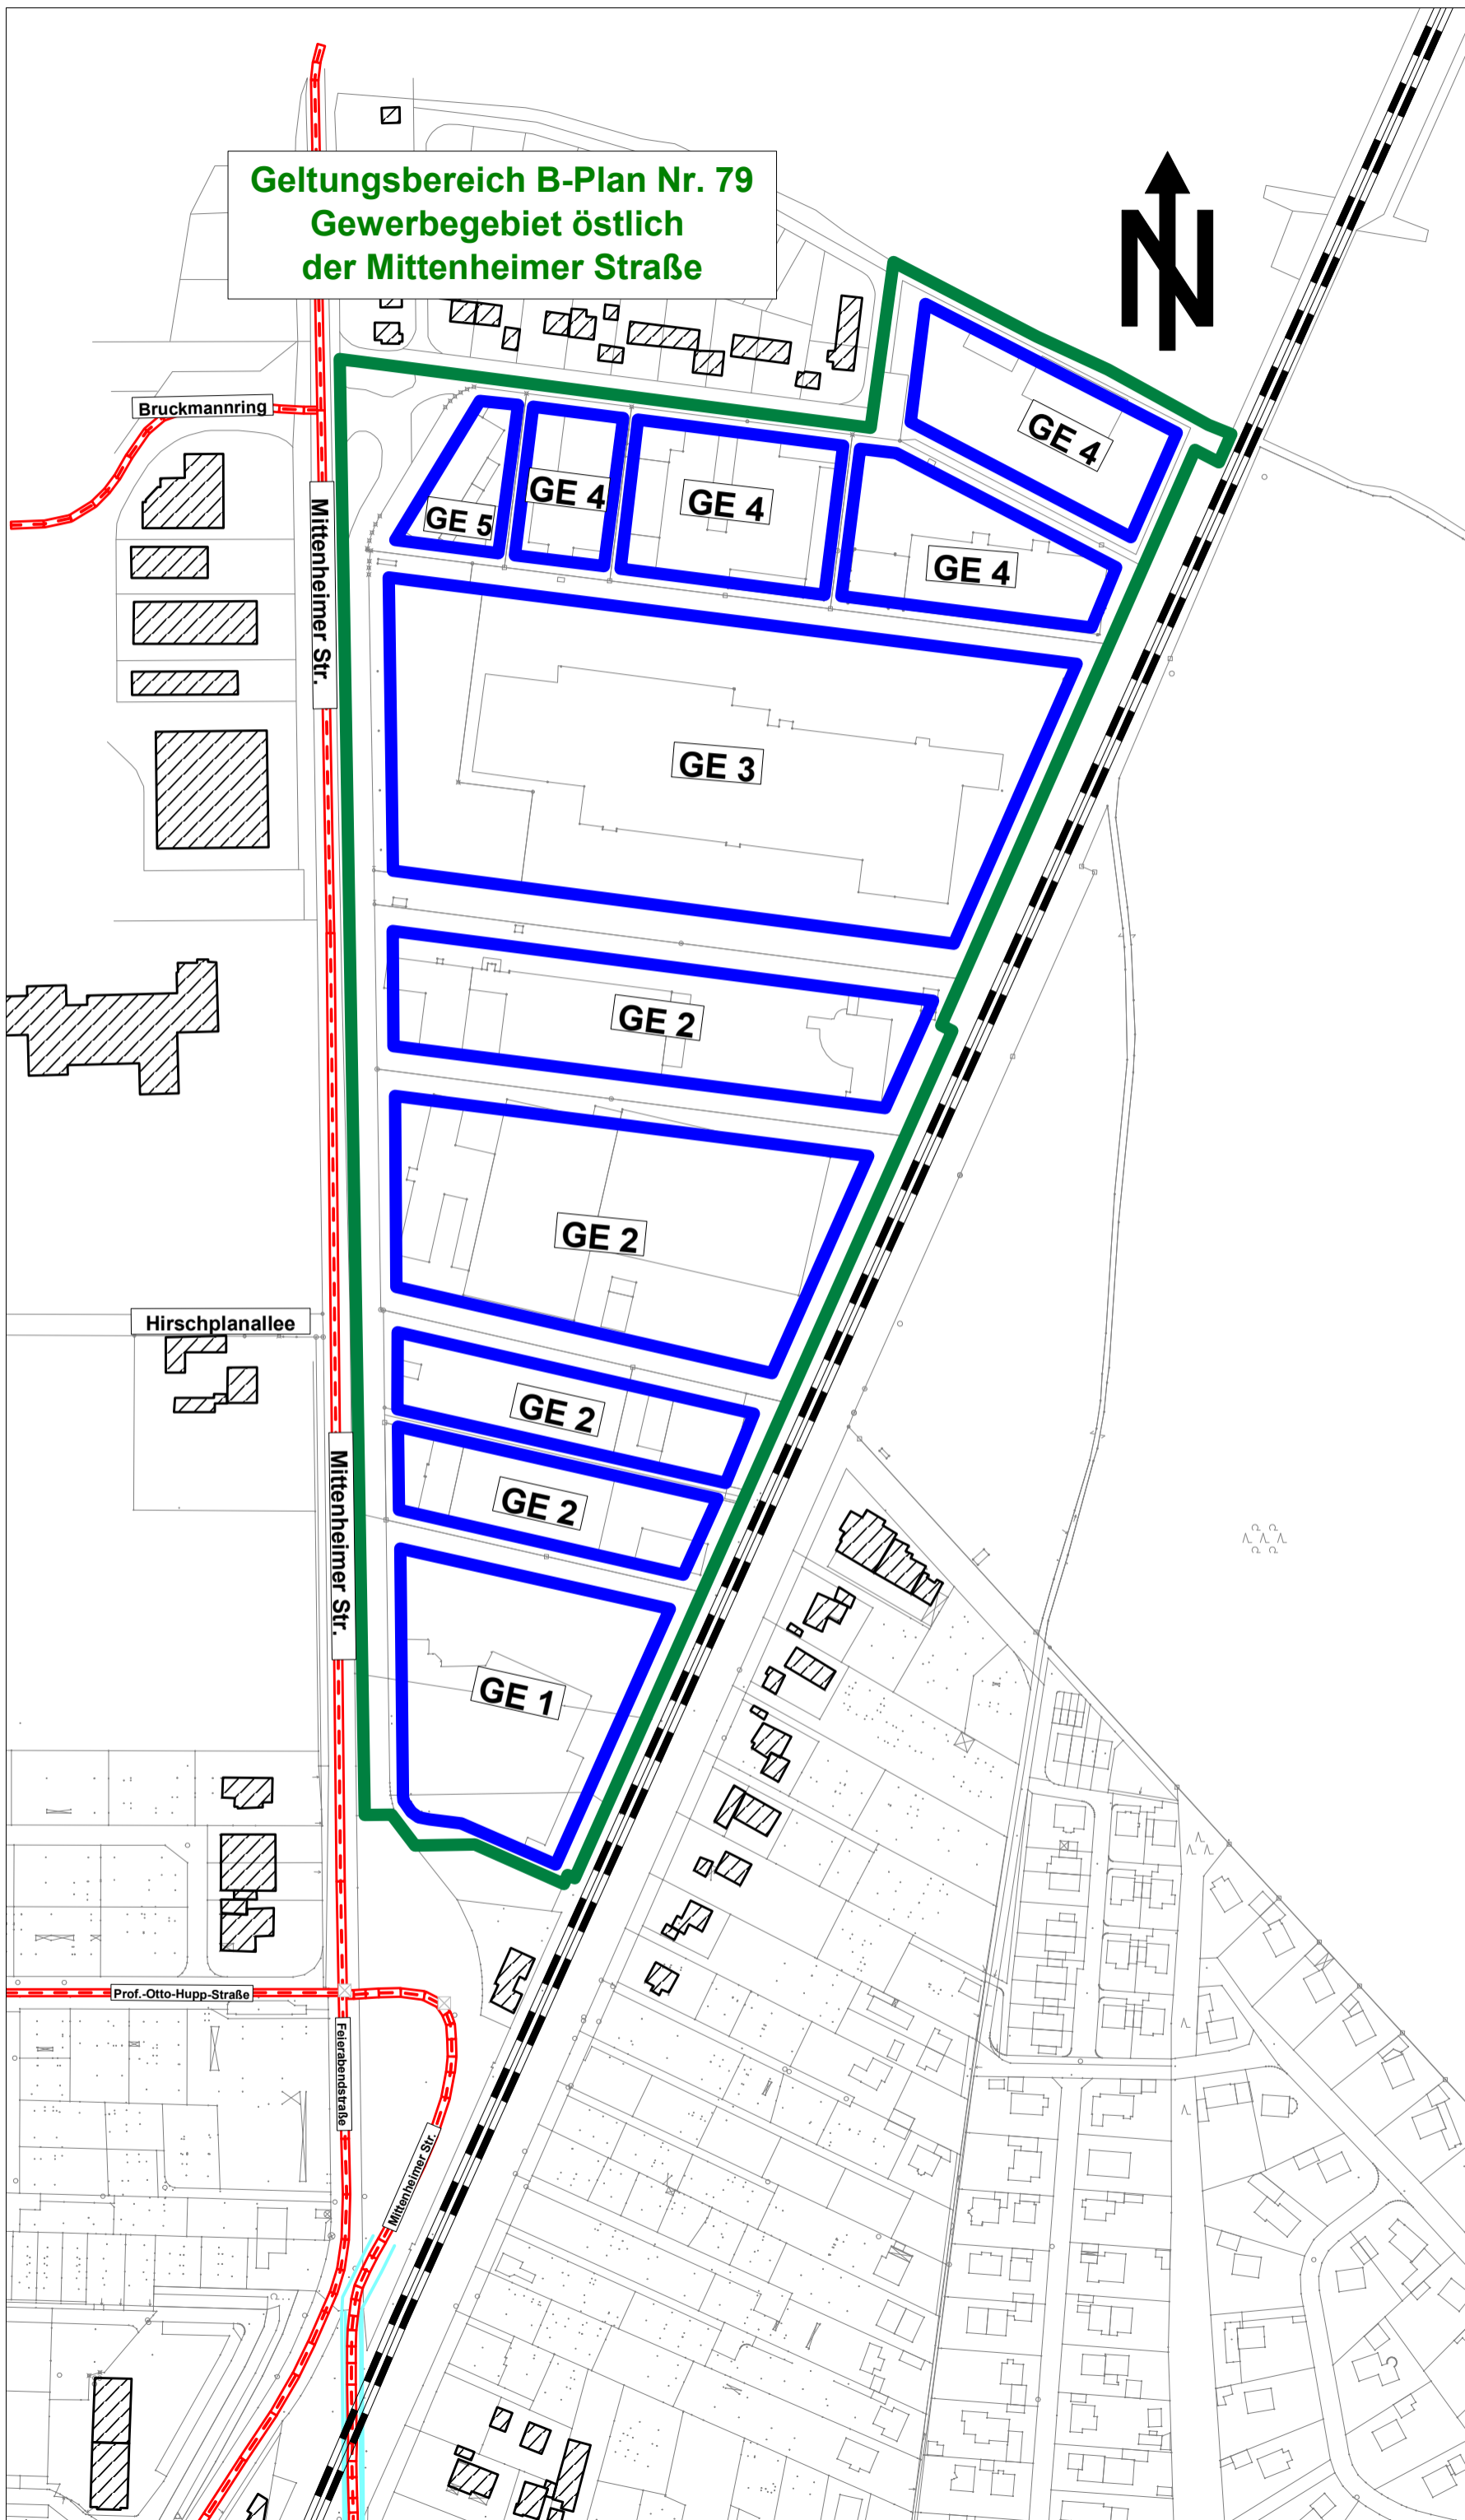 Geltungsbereich B-Plan Nr. 79
Gewerbegebiet östlich
der Mittenheimer Straße
N
Bruckmannring
Mittenheimer Str.
GE 4
GE 5
GE 4
GE 4
GE 4
GE 3
GE 2
GE 2
Hirschplanallee
GE 2
Mittenheimer Str.
GE 2
GE 1
Prof.-Otto-Hupp-Straße
Feierabendstraße
Mittenheimer Str.